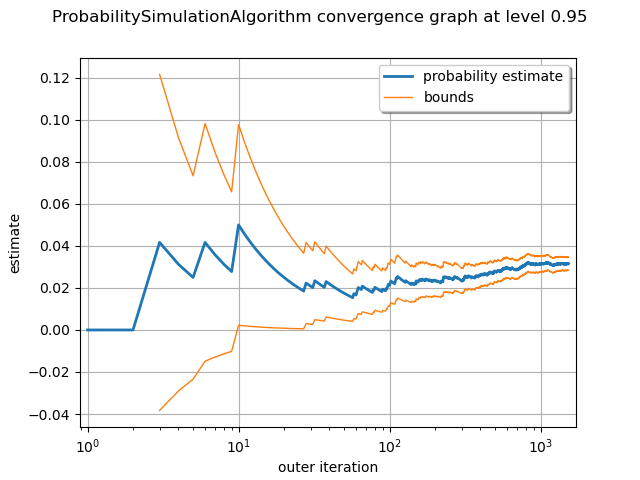 ProbabilitySimulationAlgorithm convergence graph at level 0.95
probability estimate
bounds
0.12
0.10
0.08
0.06
0.04
0.02
0.00
−0.02
−0.04
estimate
10⁰
10¹
10²
10³
outer iteration